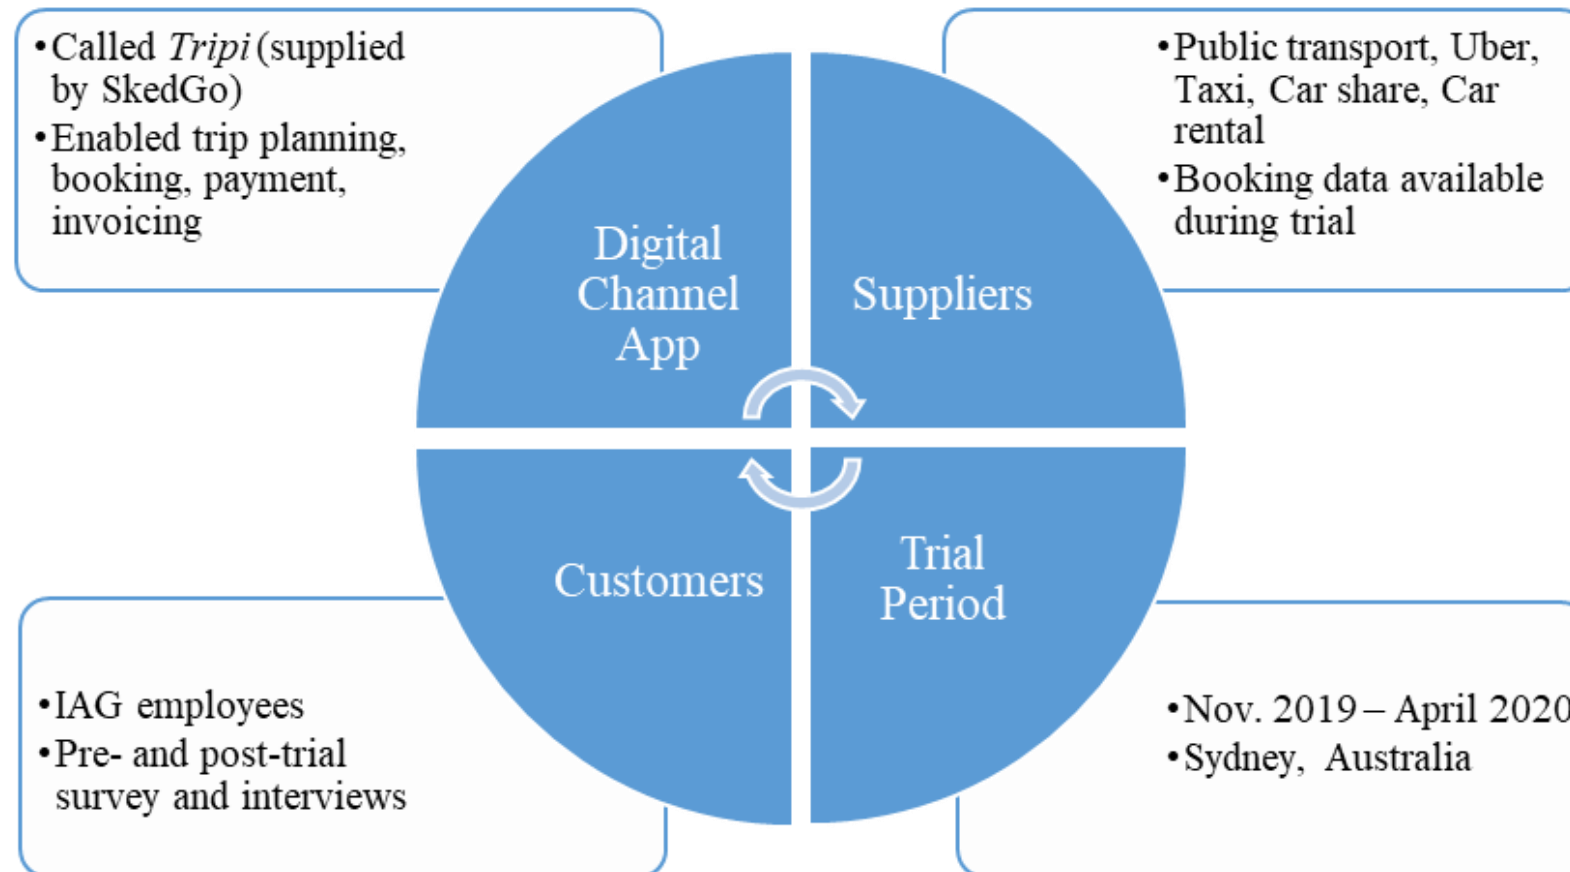 •Called Tripi (supplied
by SkedGo)
•Enabled trip planning,
booking, payment,
invoicing
•Public transport, Uber,
Taxi, Car share, Car
rental
•Booking data available
during trial
Digital
Channel
App
Suppliers
Customers
Trial
Period
•IAG employees
•Pre- and post-trial
survey and interviews
•Nov. 2019 – April 2020
•Sydney, Australia